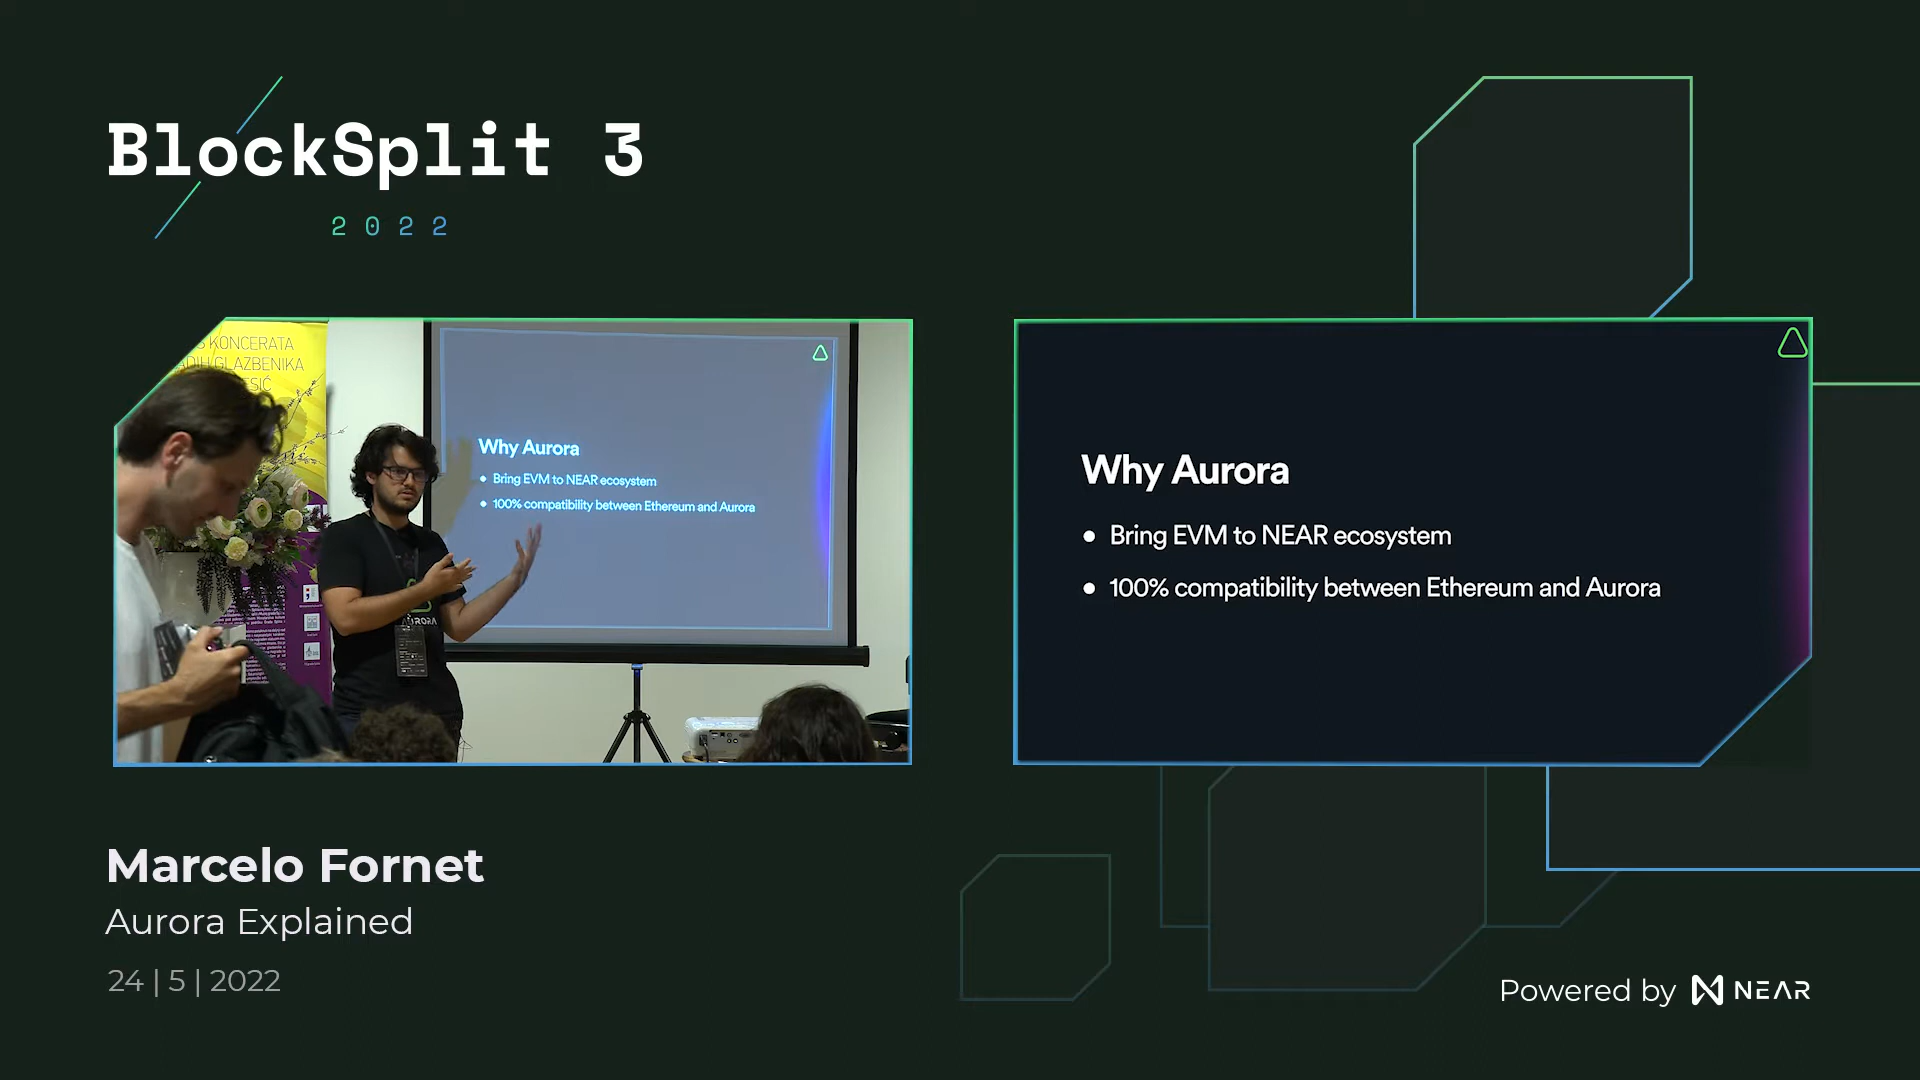 BlockSplit 3
2022
KONCERATA
GLAZBENIKA
Why Aurora
• Bring EVM to NEAR ecosystem
• 100% compatibility between Ethereum and Aurora
AURORA
Why Aurora
• Bring EVM to NEAR ecosystem
• 100% compatibility between Ethereum and Aurora
Marcelo Fornet
Aurora Explained
24 | 5 | 2022
Powered by NEAR